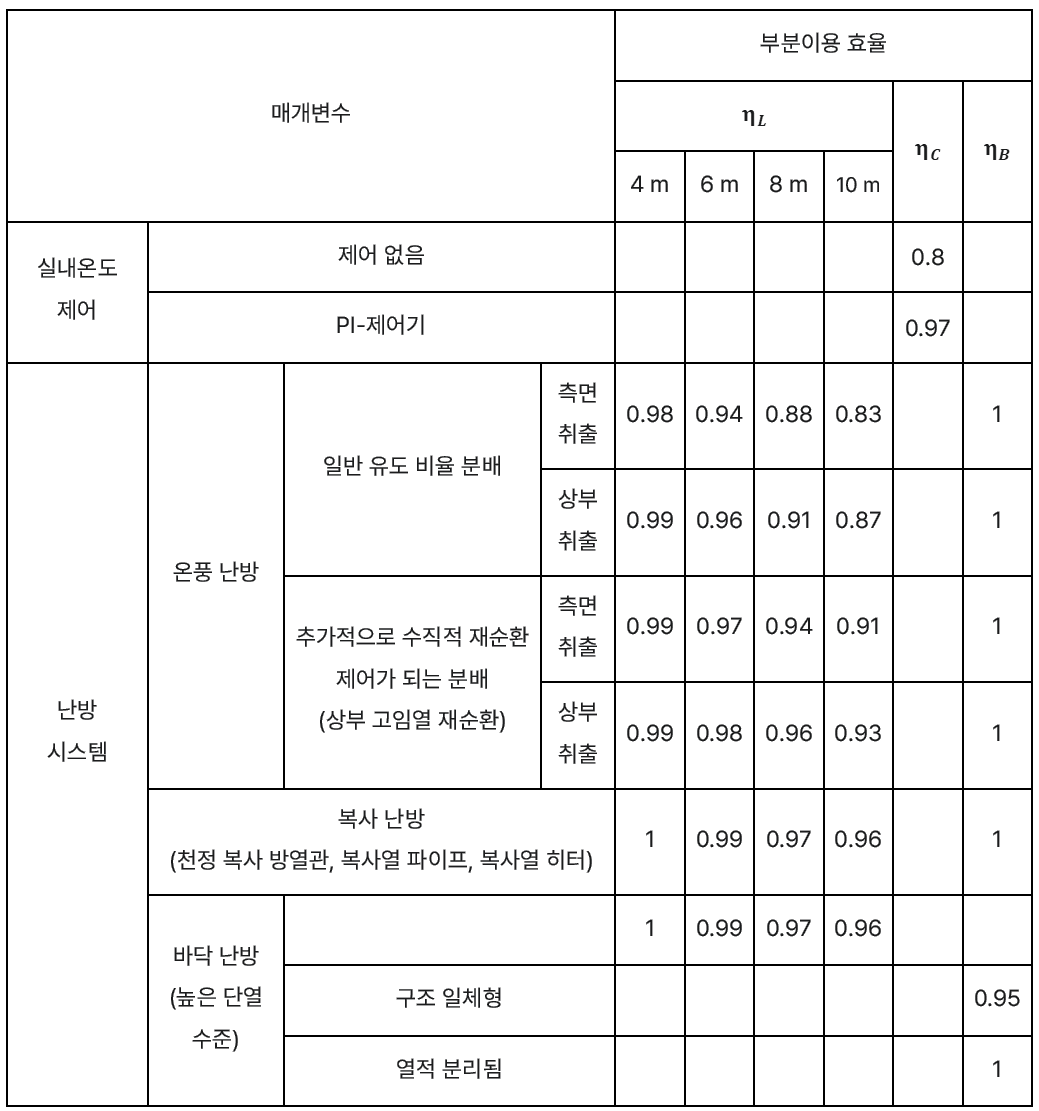 매개변수
부분이용 효율
η_L
η_C
η_B
4 m 6 m 8 m 10 m
실내온도
제어
제어 없음
0.8
PI-제어기
0.97
난방
시스템
온풍 난방
일반 유도 비율 분배
측면
취출
0.98 0.94 0.88 0.83 1
상부
취출
0.99 0.96 0.91 0.87 1
추가적으로 수직적 재순환
제어가 되는 분배
(상부 고임열 재순환)
측면
취출
0.99 0.97 0.94 0.91 1
상부
취출
0.99 0.98 0.96 0.93 1
복사 난방
(천정 복사 방열관, 복사열 파이프, 복사열 히터)
1 0.99 0.97 0.96 1
바닥 난방
(높은 단열
수준)
1 0.99 0.97 0.96
구조 일체형
0.95
열적 분리됨
1